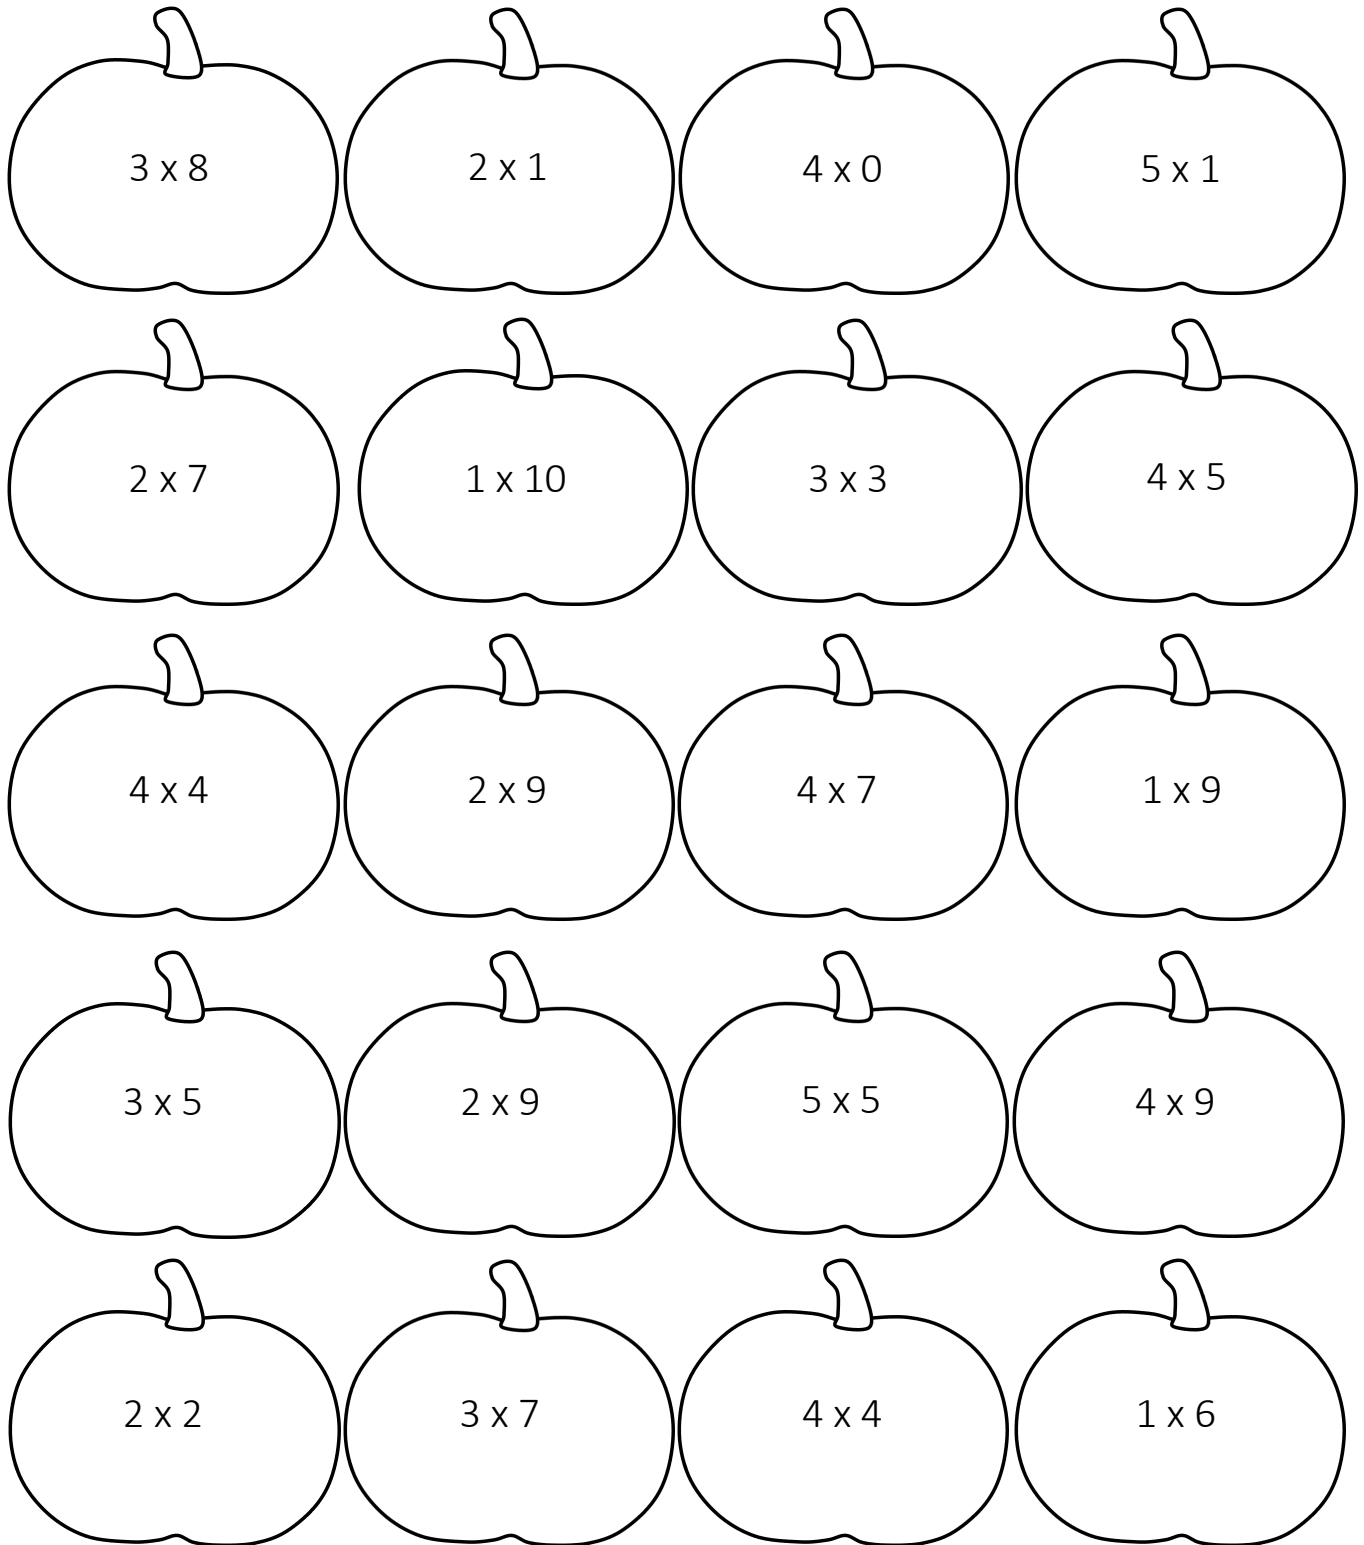 3 x 8
2 x 1
4 x 0
5 x 1
2 x 7
1 x 10
3 x 3
4 x 5
4 x 4
2 x 9
4 x 7
1 x 9
3 x 5
2 x 9
5 x 5
4 x 9
2 x 2
3 x 7
4 x 4
1 x 6